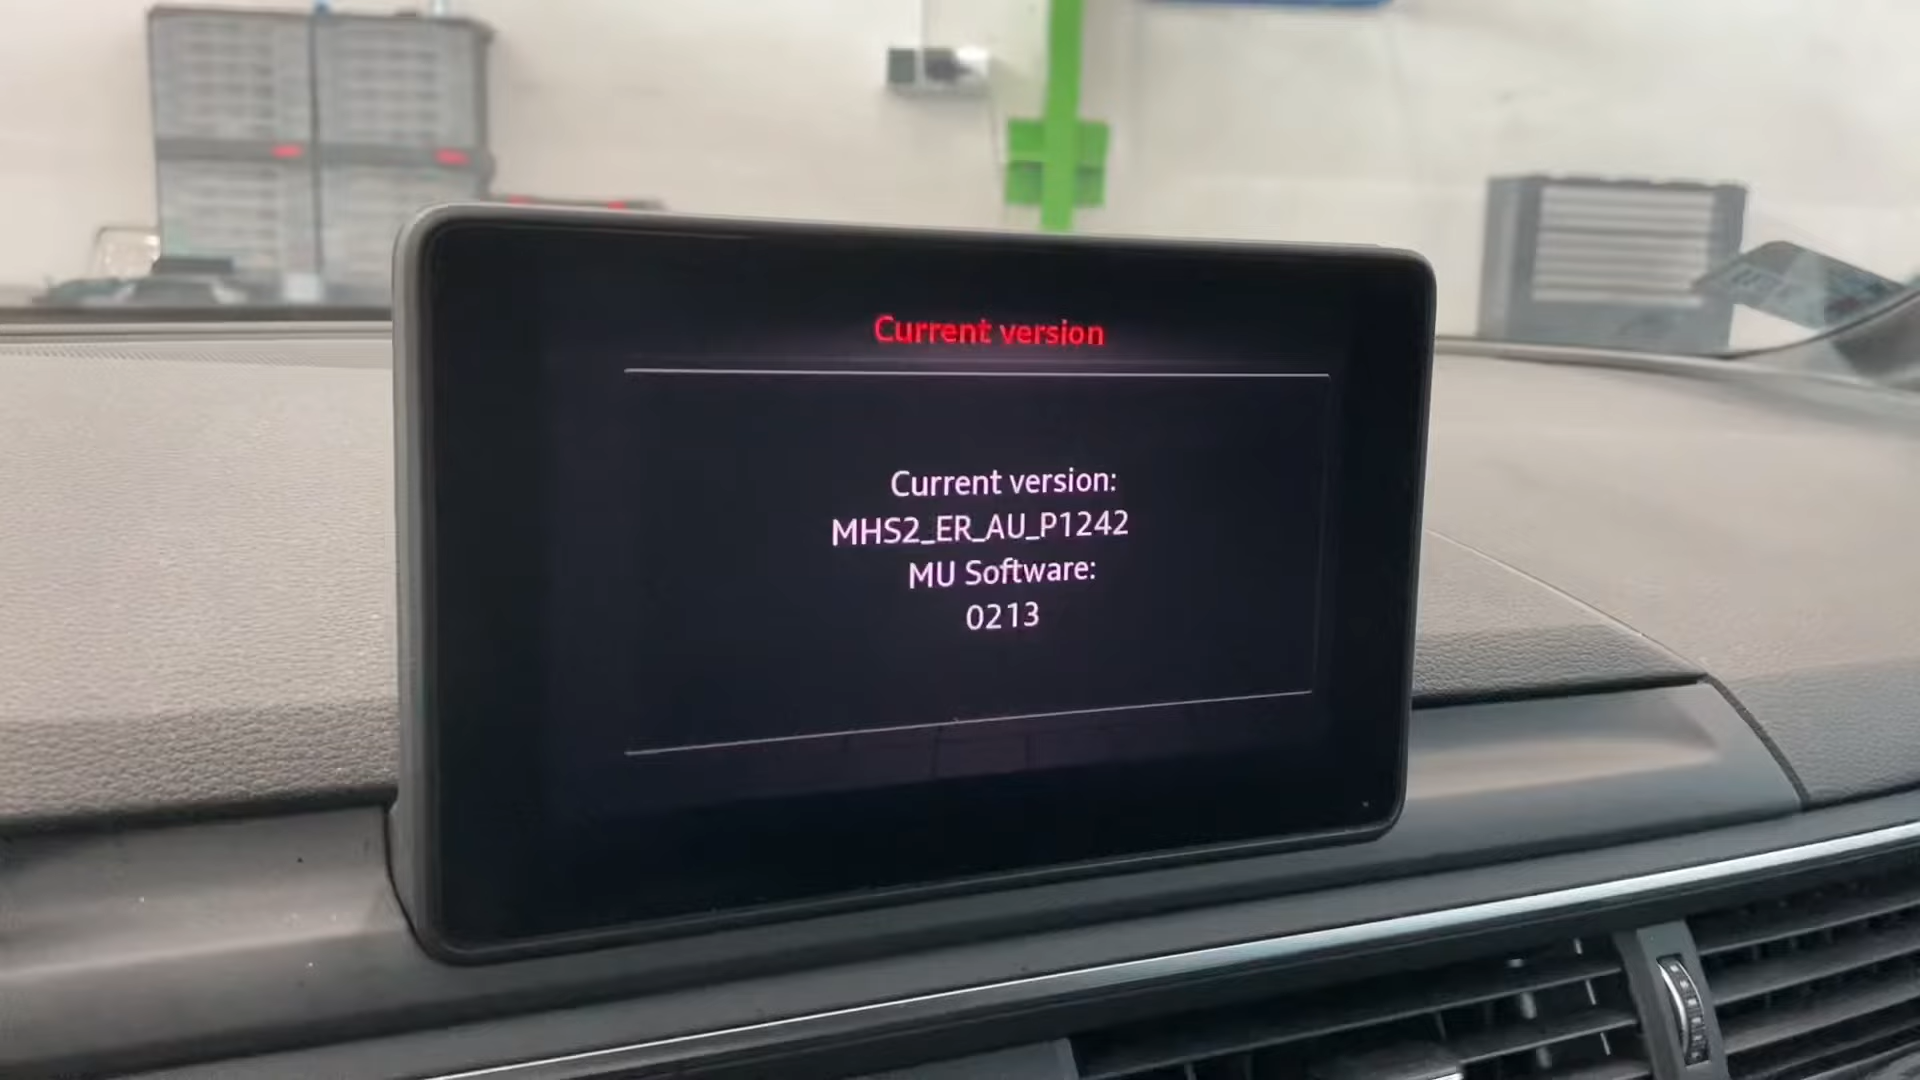 Current version
Current version:
MHS2_ER_AU_P1242
MU Software:
0213